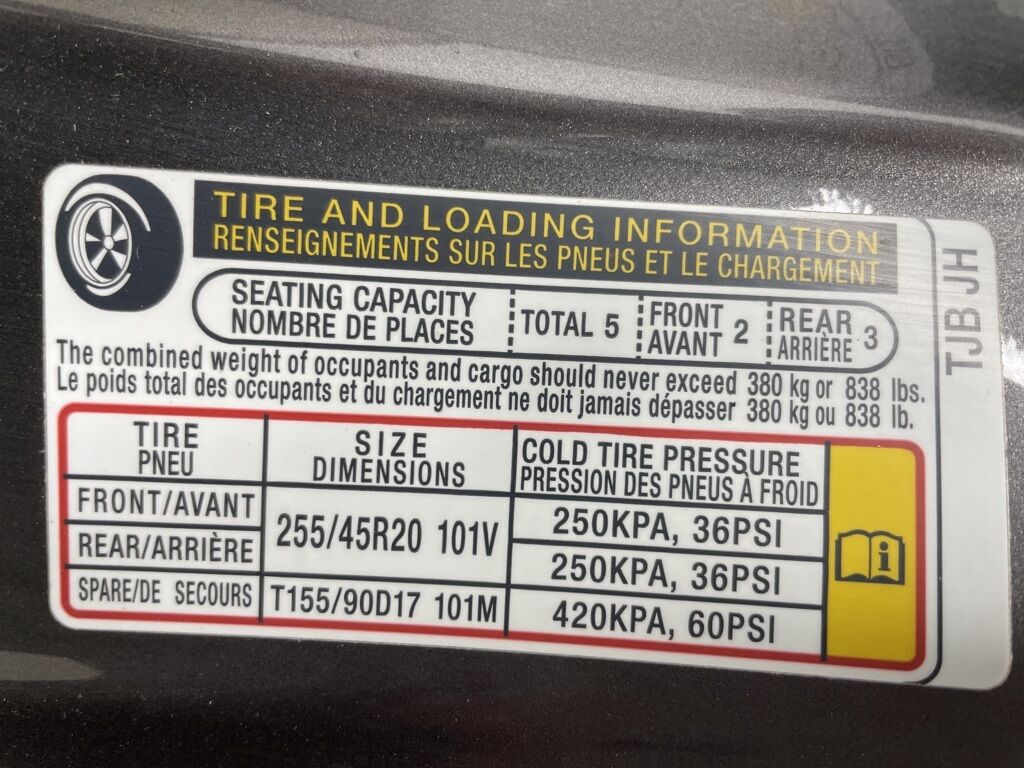 TIRE AND LOADING INFORMATION
RENSEIGNEMENTS SUR LES PNEUS ET LE CHARGEMENT
SEATING CAPACITY
NOMBRE DE PLACES
TOTAL 5
FRONT
AVANT 2
REAR
ARRIÈRE 3
The combined weight of occupants and cargo should never exceed 380 kg or 838 lbs.
Le poids total des occupants et du chargement ne doit jamais dépasser 380 kg ou 838 lb.
TIRE
PNEU
SIZE
DIMENSIONS
COLD TIRE PRESSURE
PRESSION DES PNEUS À FROID
FRONT/AVANT
255/45R20 101V
250KPA, 36PSI
REAR/ARRIÈRE
250KPA, 36PSI
SPARE/DE SECOURS
T155/90D17 101M
420KPA, 60PSI
TJB JH